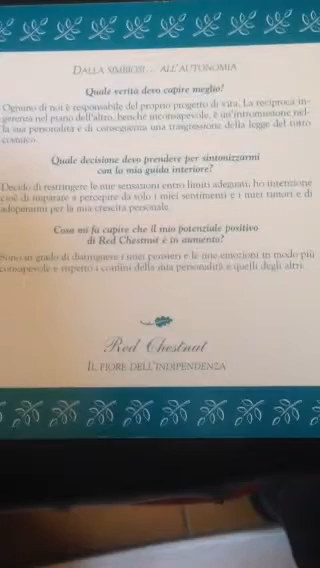 DALLA SIMBIOSI... ALL'AUTONOMIA
Quale verità devo capire meglio?
Ognuno di noi è responsabile del proprio progetto di vita. La reciproca in-
gerenza nel piano dell'altro, benché inconsapevole, è un'intromissione nel-
la sua personalità e di conseguenza una trasgressione della legge del tutto
cosmico.
Quale decisione devo prendere per sintonizzarmi
con la mia guida interiore?
Decido di restringere le mie sensazioni entro limiti adeguati, ho intenzione
cioè di imparare a percepire da solo i miei sentimenti e i miei umori e di
adoperarmi per la mia crescita personale.
Cosa mi fa capire che il mio potenziale positivo
di Red Chestnut è in aumento?
Sono in grado di distinguere i miei pensieri e le mie emozioni in modo più
consapevole e rispetto i confini della mia personalità e quelli degli altri.
Red Chestnut
IL FIORE DELL'INDIPENDENZA